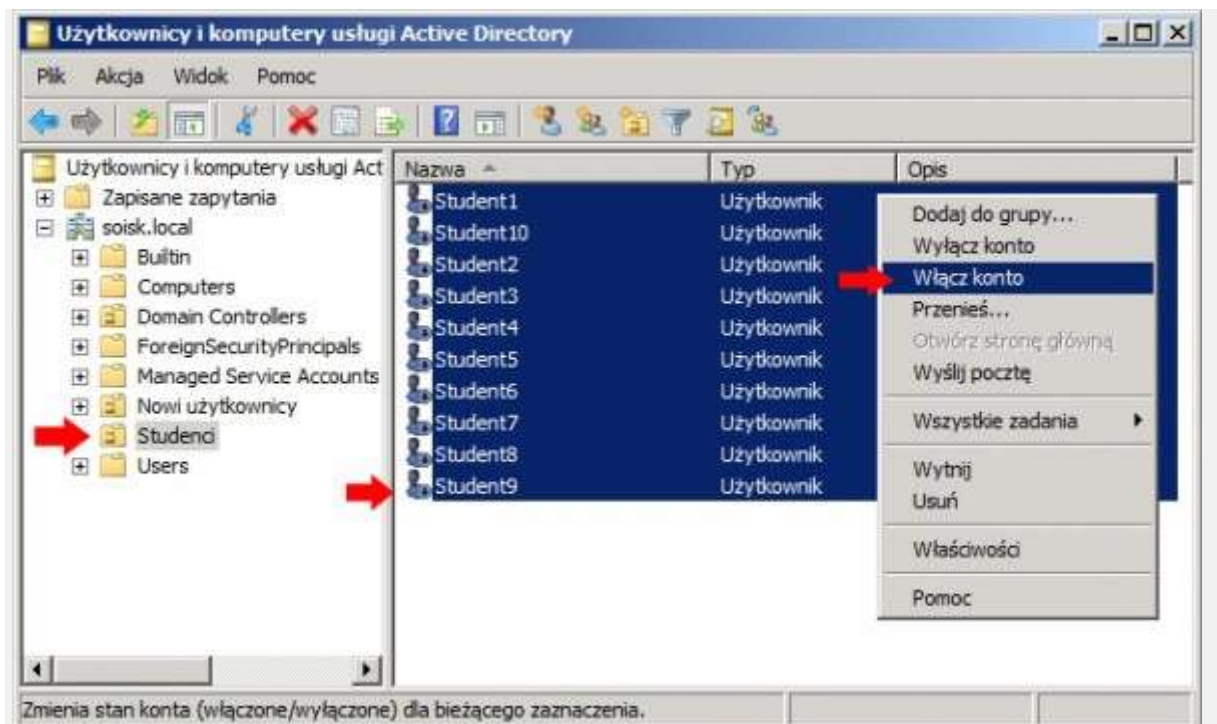 Użytkownicy i komputery usługi Active Directory
Plik Akcja Widok Pomoc
Użytkownicy i komputery usługi Act
Zapisane zapytania
soisk.local
Builtin
Computers
Domain Controllers
ForeignSecurityPrincipals
Managed Service Accounts
Nowi użytkownicy
Studenci
Users
Nazwa Typ Opis
Student1 Użytkownik
Student10 Użytkownik
Student2 Użytkownik
Student3 Użytkownik
Student4 Użytkownik
Student5 Użytkownik
Student6 Użytkownik
Student7 Użytkownik
Student8 Użytkownik
Student9 Użytkownik
Dodaj do grupy...
Wyłącz konto
Włącz konto
Przenieś...
Otwórz stronę główną
Wyślij pocztę
Wszystkie zadania
Wytnij
Usuń
Właściwości
Pomoc
Zmienia stan konta (włączone/wyłączone) dla bieżącego zaznaczenia.